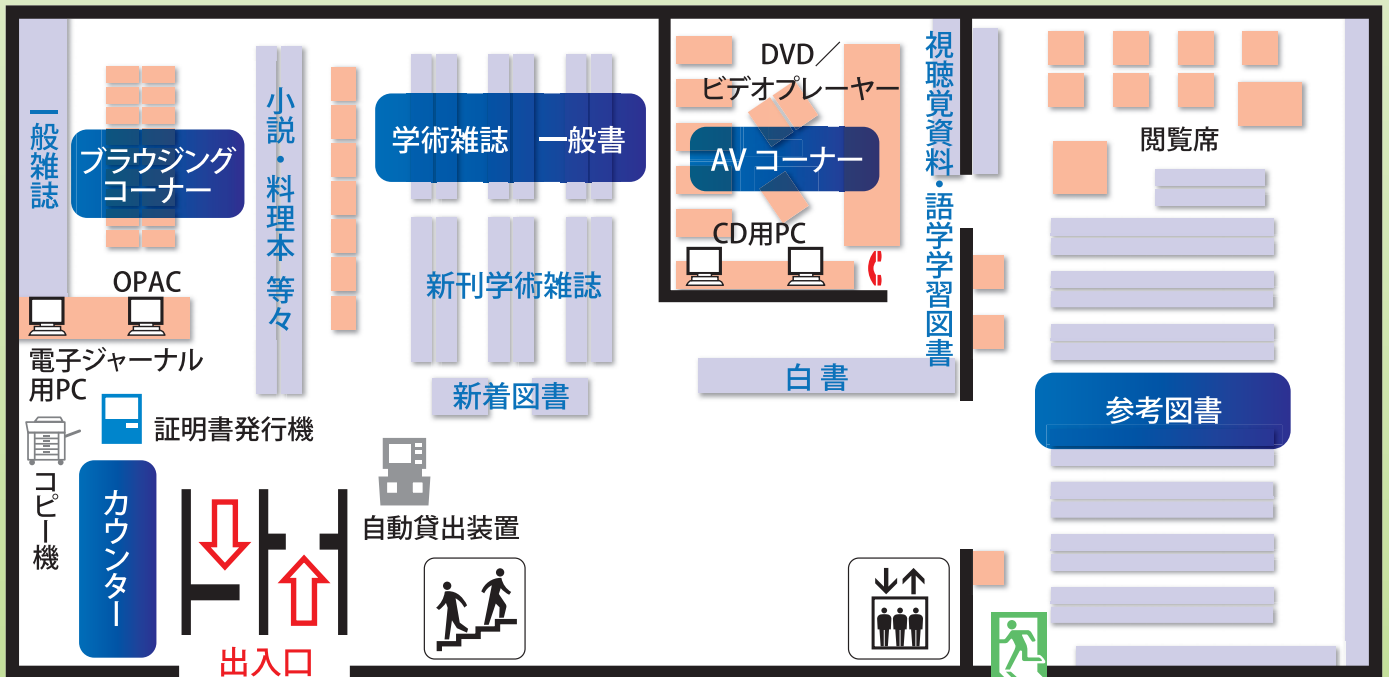 一般雑誌
ブラウジング
コーナー
小説・料理本 等々
学術雑誌 一般書
DVD／
ビデオプレーヤー
AV コーナー
CD用PC
視聴覚資料・語学学習図書
閲覧席
OPAC
電子ジャーナル
用PC
新刊学術雑誌
新着図書
白書
参考図書
証明書発行機
コピー機
カウンター
自動貸出装置
出入口